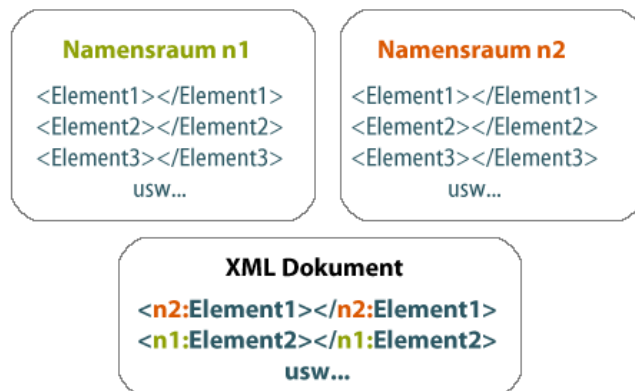 Namensraum n1
<Element1></Element1>
<Element2></Element2>
<Element3></Element3>
usw...
Namensraum n2
<Element1></Element1>
<Element2></Element2>
<Element3></Element3>
usw...
XML Dokument
<n2:Element1></n2:Element1>
<n1:Element2></n1:Element2>
usw...